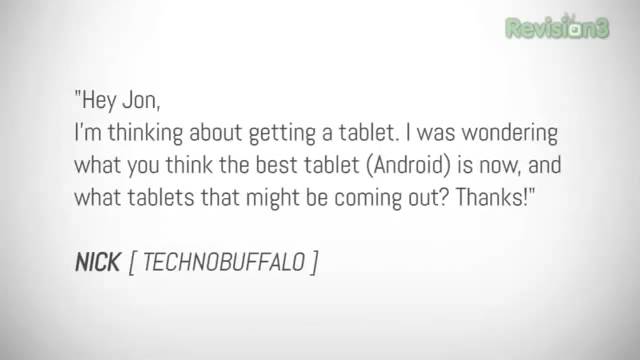 Revision3
"Hey Jon,
I'm thinking about getting a tablet. I was wondering
what you think the best tablet (Android) is now, and
what tablets that might be coming out? Thanks!"
NICK [ TECHNOBUFFALO ]